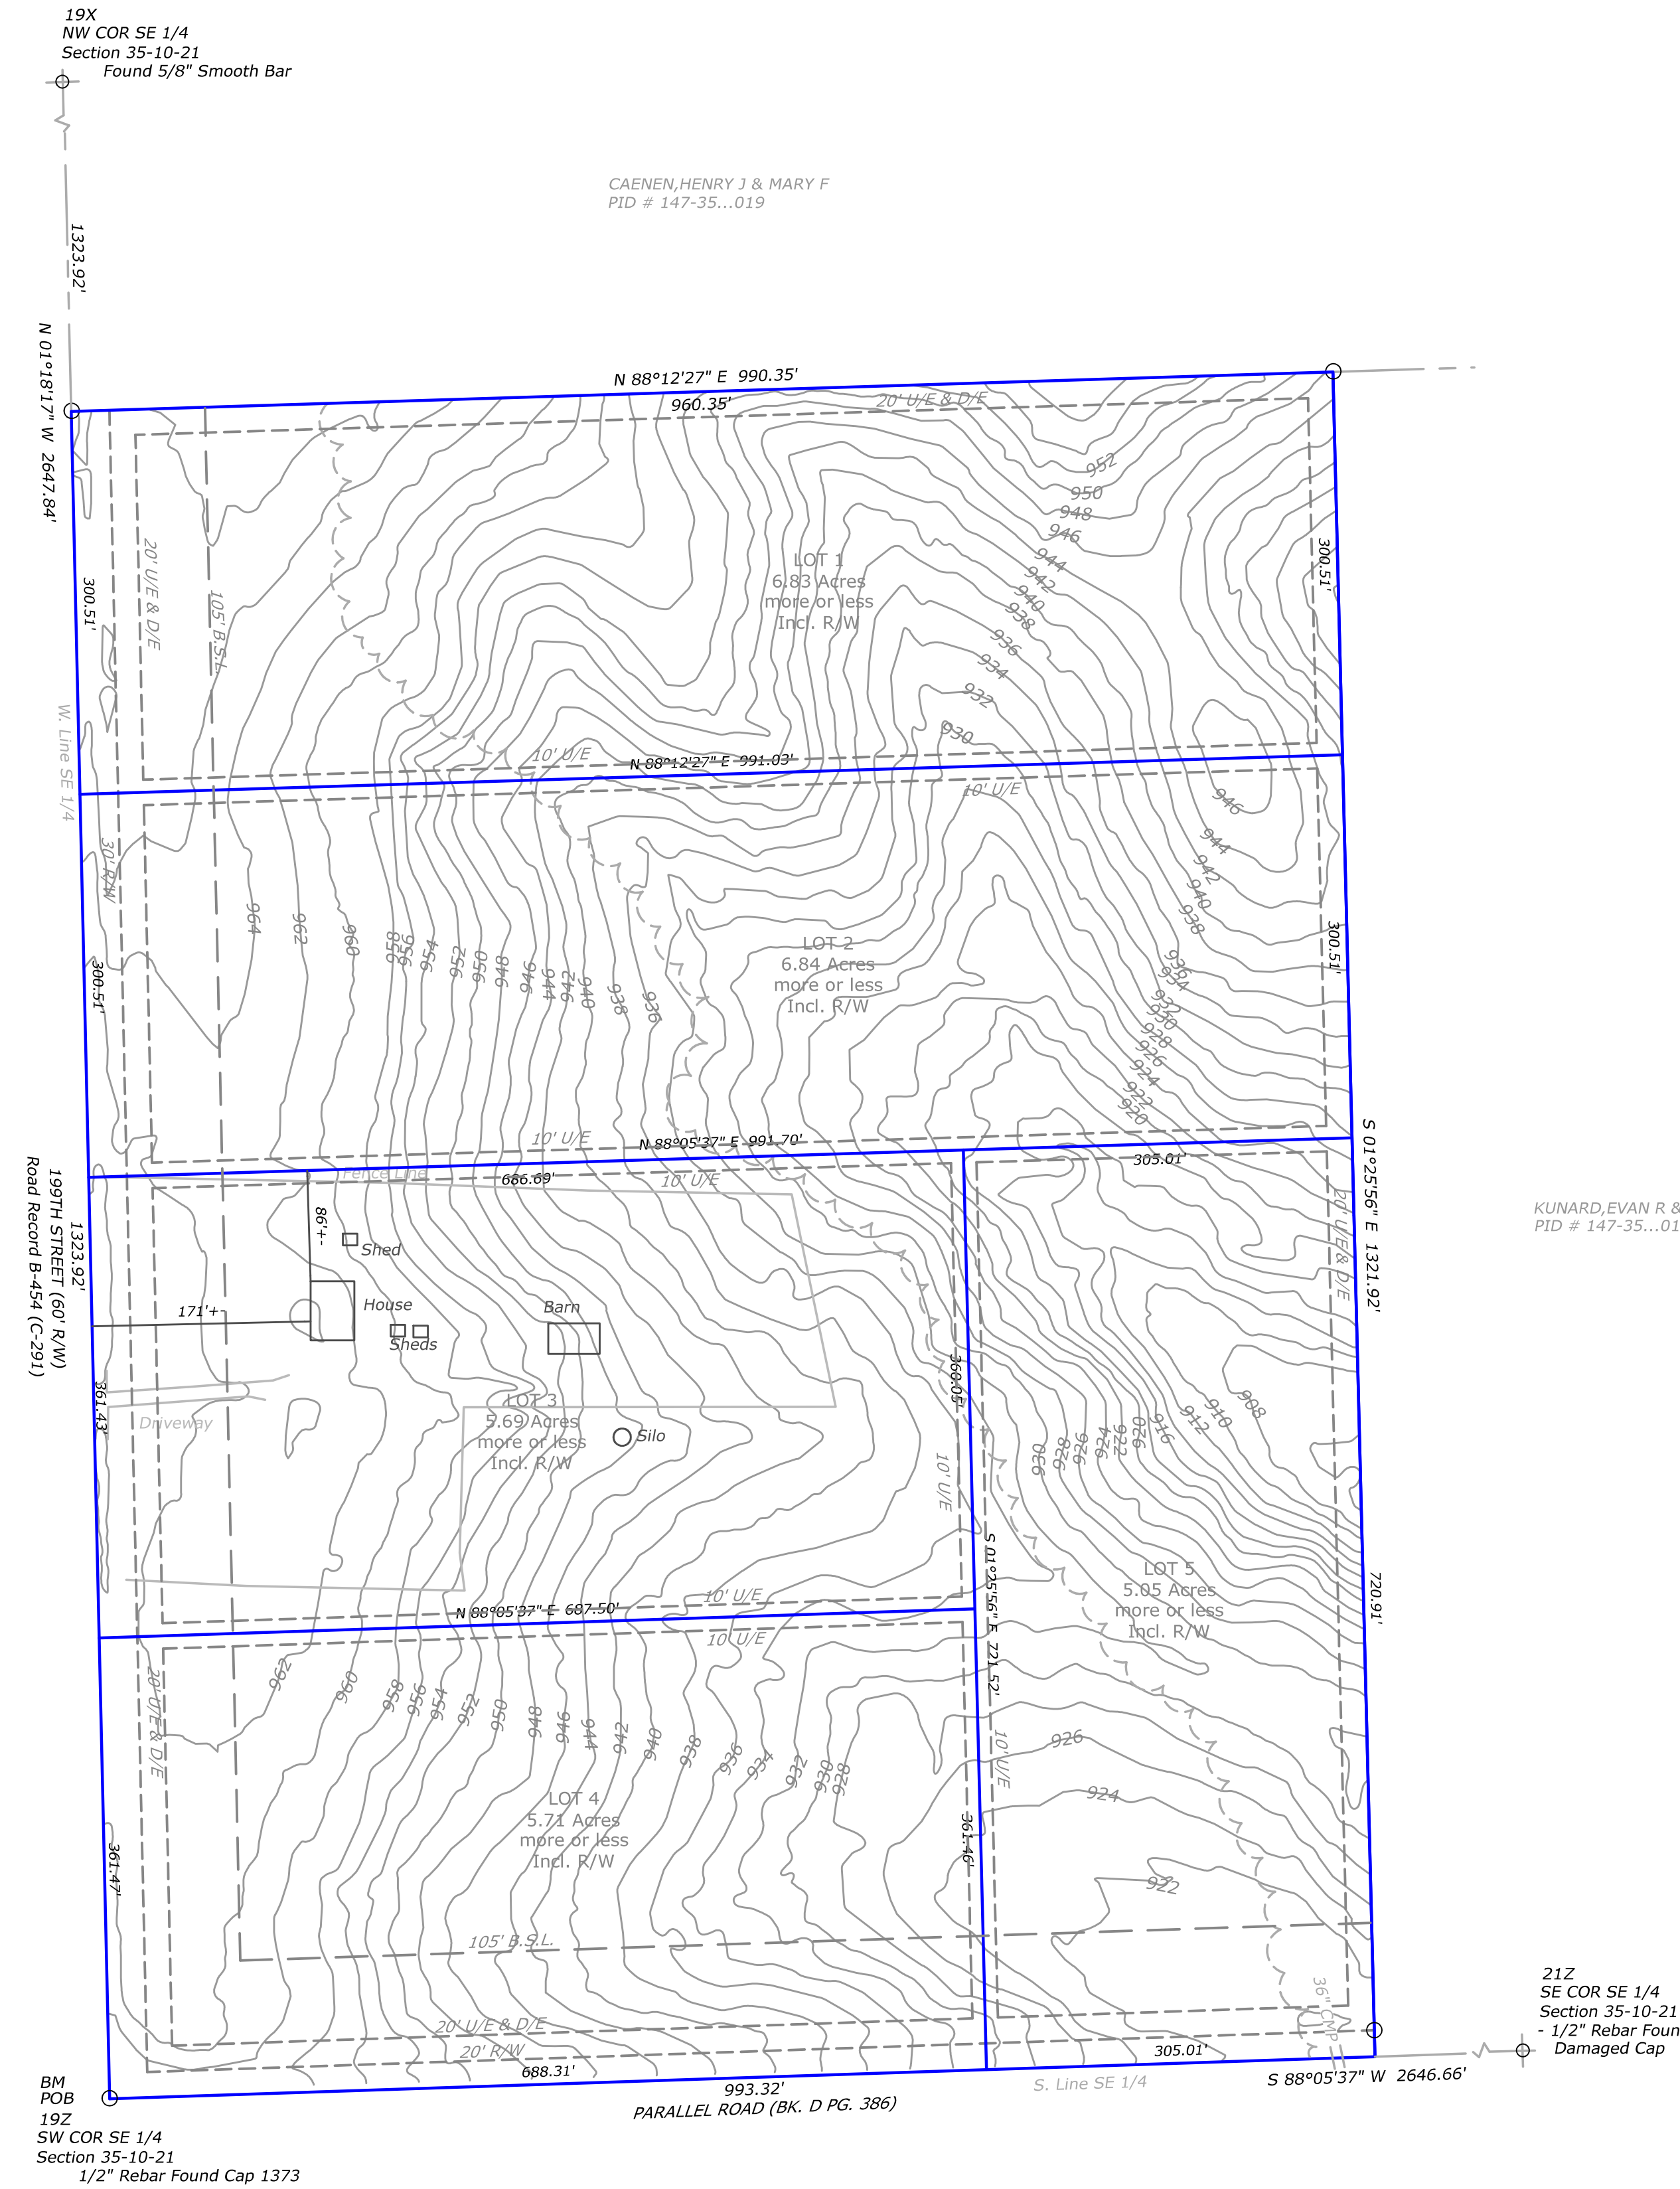 19X
NW COR SE 1/4
Section 35-10-21
Found 5/8" Smooth Bar
CAENEN,HENRY J & MARY F
PID # 147-35...019
1323.92'
N 01°18'17" W 2647.84'
N 88°12'27" E 990.35'
960.35'
20' U/E & D/E
952
950
948
946
944
942
940
938
936
934
932
930
LOT 1
6.83 Acres
more or less
Incl. R/W
300.51'
300.51'
20' U/E & D/E
105' B.S.L.
W. Line SE 1/4
10' U/E
N 88°12'27" E 991.03'
10' U/E
946
944
942
940
938
936
934
932
930
928
926
924
922
920
30' R/W
964
962
960
958
956
954
952
950
948
946
944
942
940
938
936
LOT 2
6.84 Acres
more or less
Incl. R/W
300.51'
300.51'
10' U/E
N 88°05'37" E 991.70'
305.01'
Fence Line
686.69'
10' U/E
S 01°25'56" E 1321.92'
20' U/E & D/E
KUNARD,EVAN R &
PID # 147-35...01
199TH STREET (60' R/W)
Road Record B-454 (C-291)
1323.92'
86'+-
Shed
171'+-
House
Sheds
Barn
361.43'
Driveway
LOT 3
5.69 Acres
more or less
Incl. R/W
Silo
360.05'
10' U/E
930
928
926
924
922
920
916
912
910
908
LOT 5
5.05 Acres
more or less
Incl. R/W
720.91'
10' U/E
N 88°05'37" E 687.50'
10' U/E
S 01°25'56" E 721.52'
20' U/E & D/E
962
960
958
956
954
952
950
948
946
944
942
940
938
936
934
932
930
928
10' U/E
926
924
922
LOT 4
5.71 Acres
more or less
Incl. R/W
361.47'
361.46'
105' B.S.L.
36" CMP
20' U/E & D/E
20' R/W
688.31'
305.01'
993.32'
PARALLEL ROAD (BK. D PG. 386)
S. Line SE 1/4
S 88°05'37" W 2646.66'
21Z
SE COR SE 1/4
Section 35-10-21
- 1/2" Rebar Foun
Damaged Cap
BM
POB
19Z
SW COR SE 1/4
Section 35-10-21
1/2" Rebar Found Cap 1373